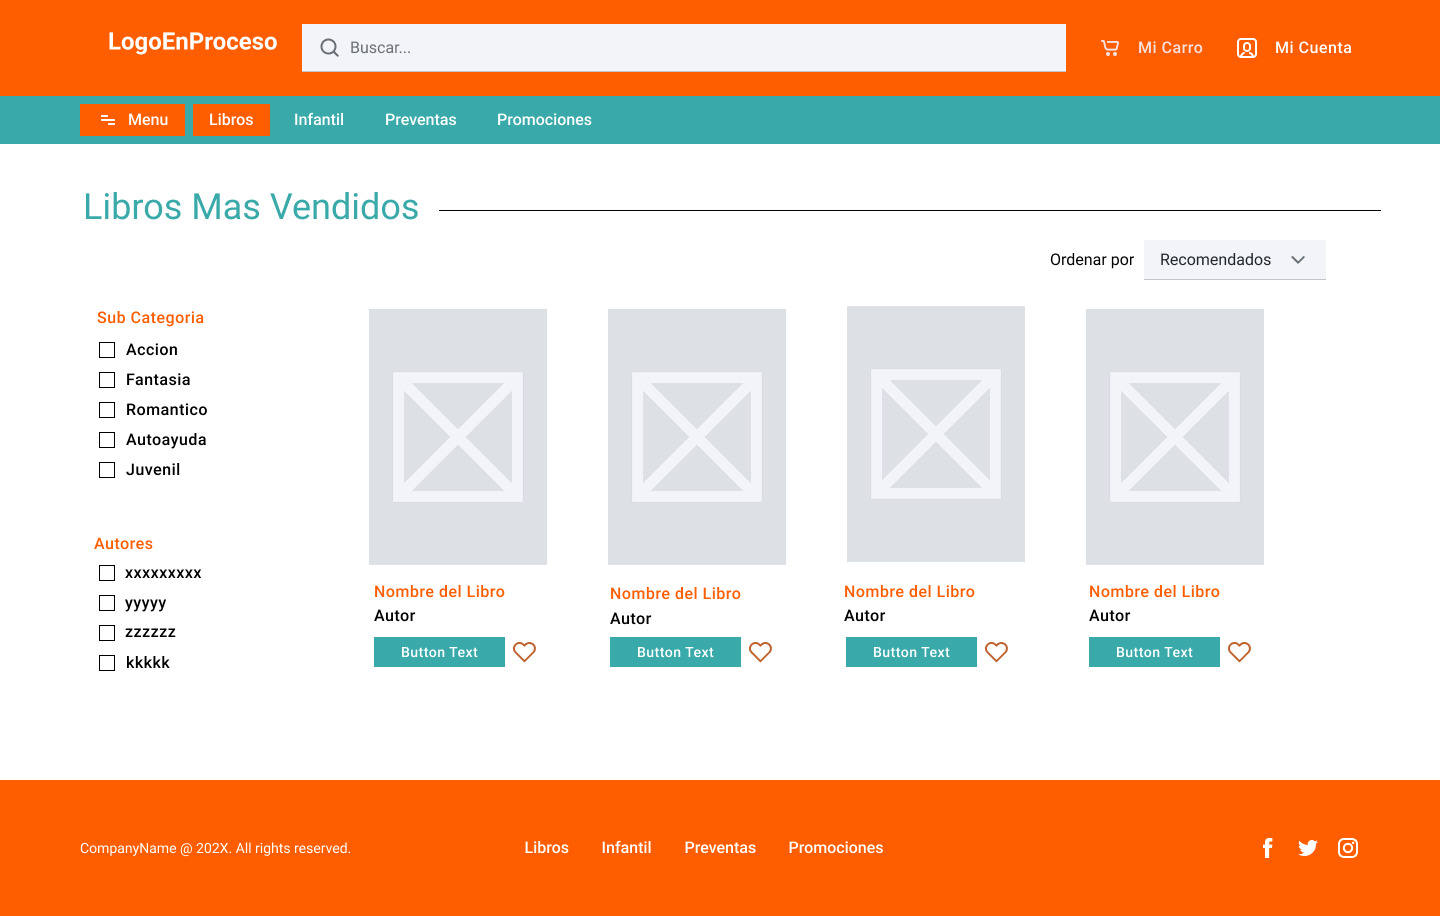 LogoEnProceso
Buscar...
Mi Carro
Mi Cuenta
Menu
Libros
Infantil
Preventas
Promociones
Libros Mas Vendidos
Ordenar por
Recomendados
Sub Categoria
Accion
Fantasia
Romantico
Autoayuda
Juvenil
Autores
xxxxxxxxx
yyyyy
zzzzzz
kkkkk
Nombre del Libro
Autor
Button Text
Nombre del Libro
Autor
Button Text
Nombre del Libro
Autor
Button Text
Nombre del Libro
Autor
Button Text
CompanyName @ 202X. All rights reserved.
Libros
Infantil
Preventas
Promociones